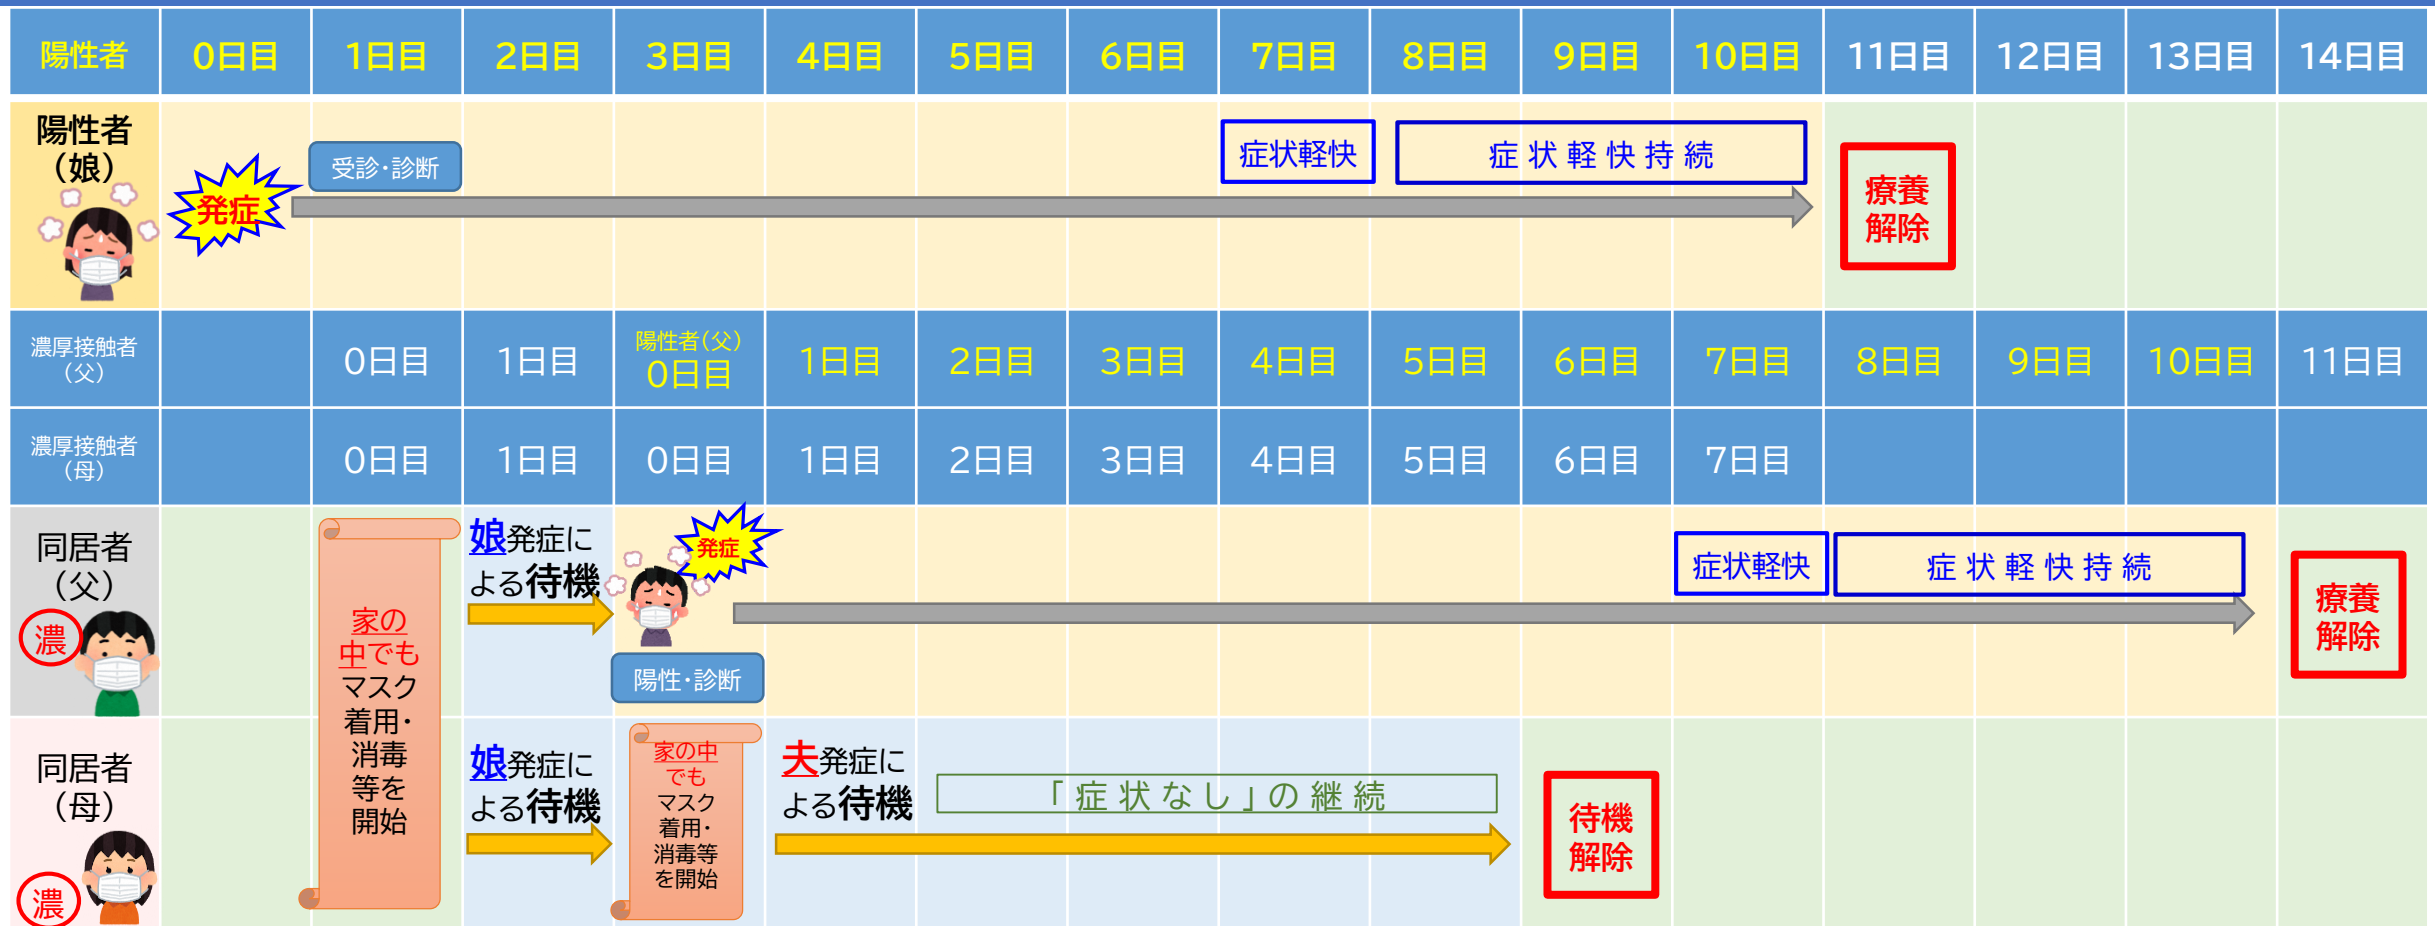 陽性者 0日目 1日目 2日目 3日目 4日目 5日目 6日目 7日目 8日目 9日目 10日目 11日目 12日目 13日目 14日目
陽性者
（娘）
発症
受診・診断
症状軽快
症状軽快持続
療養
解除
濃厚接触者
（父）
0日目 1日目
陽性者（父）
0日目
1日目 2日目 3日目 4日目 5日目 6日目 7日目 8日目 9日目 10日目 11日目
濃厚接触者
（母）
0日目 1日目 0日目 1日目 2日目 3日目 4日目 5日目 6日目 7日目
同居者
（父）
濃
家の
中でも
マスク
着用・
消毒
等を
開始
娘発症に
よる待機
発症
陽性・診断
症状軽快
症状軽快持続
療養
解除
同居者
（母）
濃
娘発症に
よる待機
家の中
でも
マスク
着用・
消毒等
を開始
夫発症に
よる待機
「症状なし」の継続
待機
解除